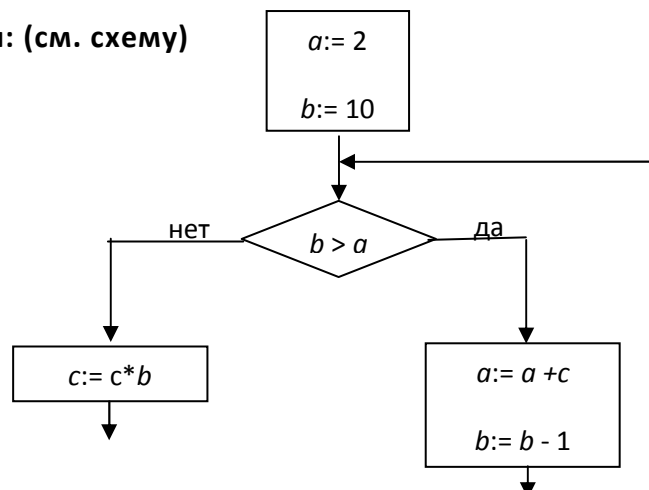 : (см. схему)
a:= 2
b:= 10
нет
b > a
да
c:= c*b
a:= a +c
b:= b - 1